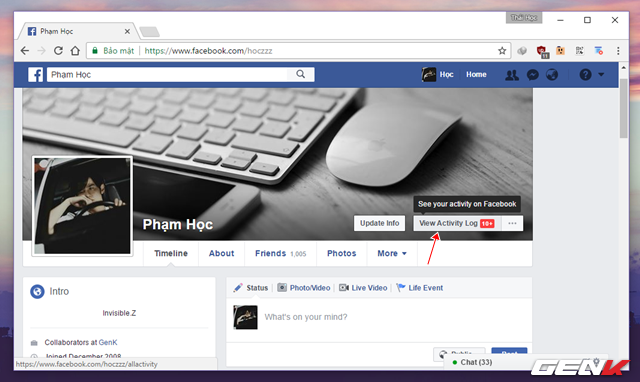 Thái Học
Phạm Học
Bảo mật https://www.facebook.com/hoczzz
11
Phạm Học
Học Home
See your activity on Facebook
Phạm Học
Update Info
View Activity Log 10+
Timeline About Friends 1,005 Photos More
Intro
Status Photo/Video Live Video Life Event
Invisible.Z
What's on your mind?
Collaborators at GenK
Joined December 2008
Public
Post
https://www.facebook.com/hoczzz/allactivity
Chat (33)
GENK